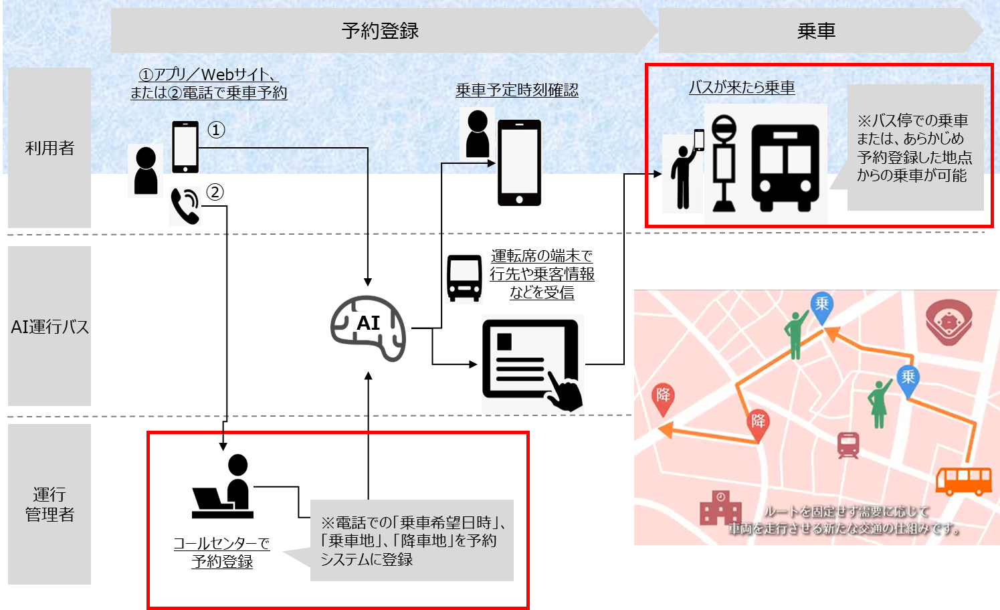 予約登録
乗車
利用者
①アプリ／Webサイト、
または②電話で乗車予約
①
②
乗車予定時刻確認
バスが来たら乗車
※バス停での乗車
または、あらかじめ
予約登録した地点
からの乗車が可能
AI運行バス
AI
運転席の端末で
行先や乗客情報
などを受信
乗
乗
降
降
ルートを固定せず需要に応じて
車両を走行させる新たな交通の仕組みです。
運行
管理者
コールセンターで
予約登録
※電話での「乗車希望日時」、
「乗車地」、「降車地」を予約
システムに登録